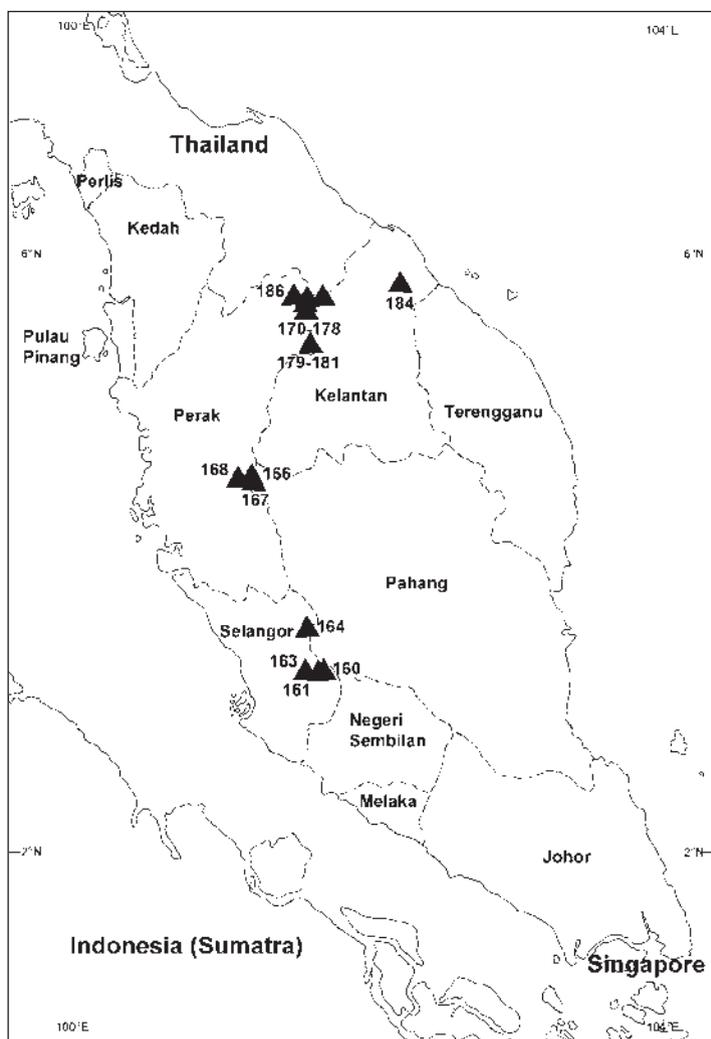 100°E
104°E
Thailand
Perlis
Kedah
6°N
6°N
186
184
170-178
Pulau
Pinang
179-181
Kelantan
Perak
Terengganu
168
166
167
Pahang
Selangor
164
163
160
161
Negeri
Sembilan
Melaka
2°N
2°N
Johor
Indonesia (Sumatra)
Singapore
100°E
104°E